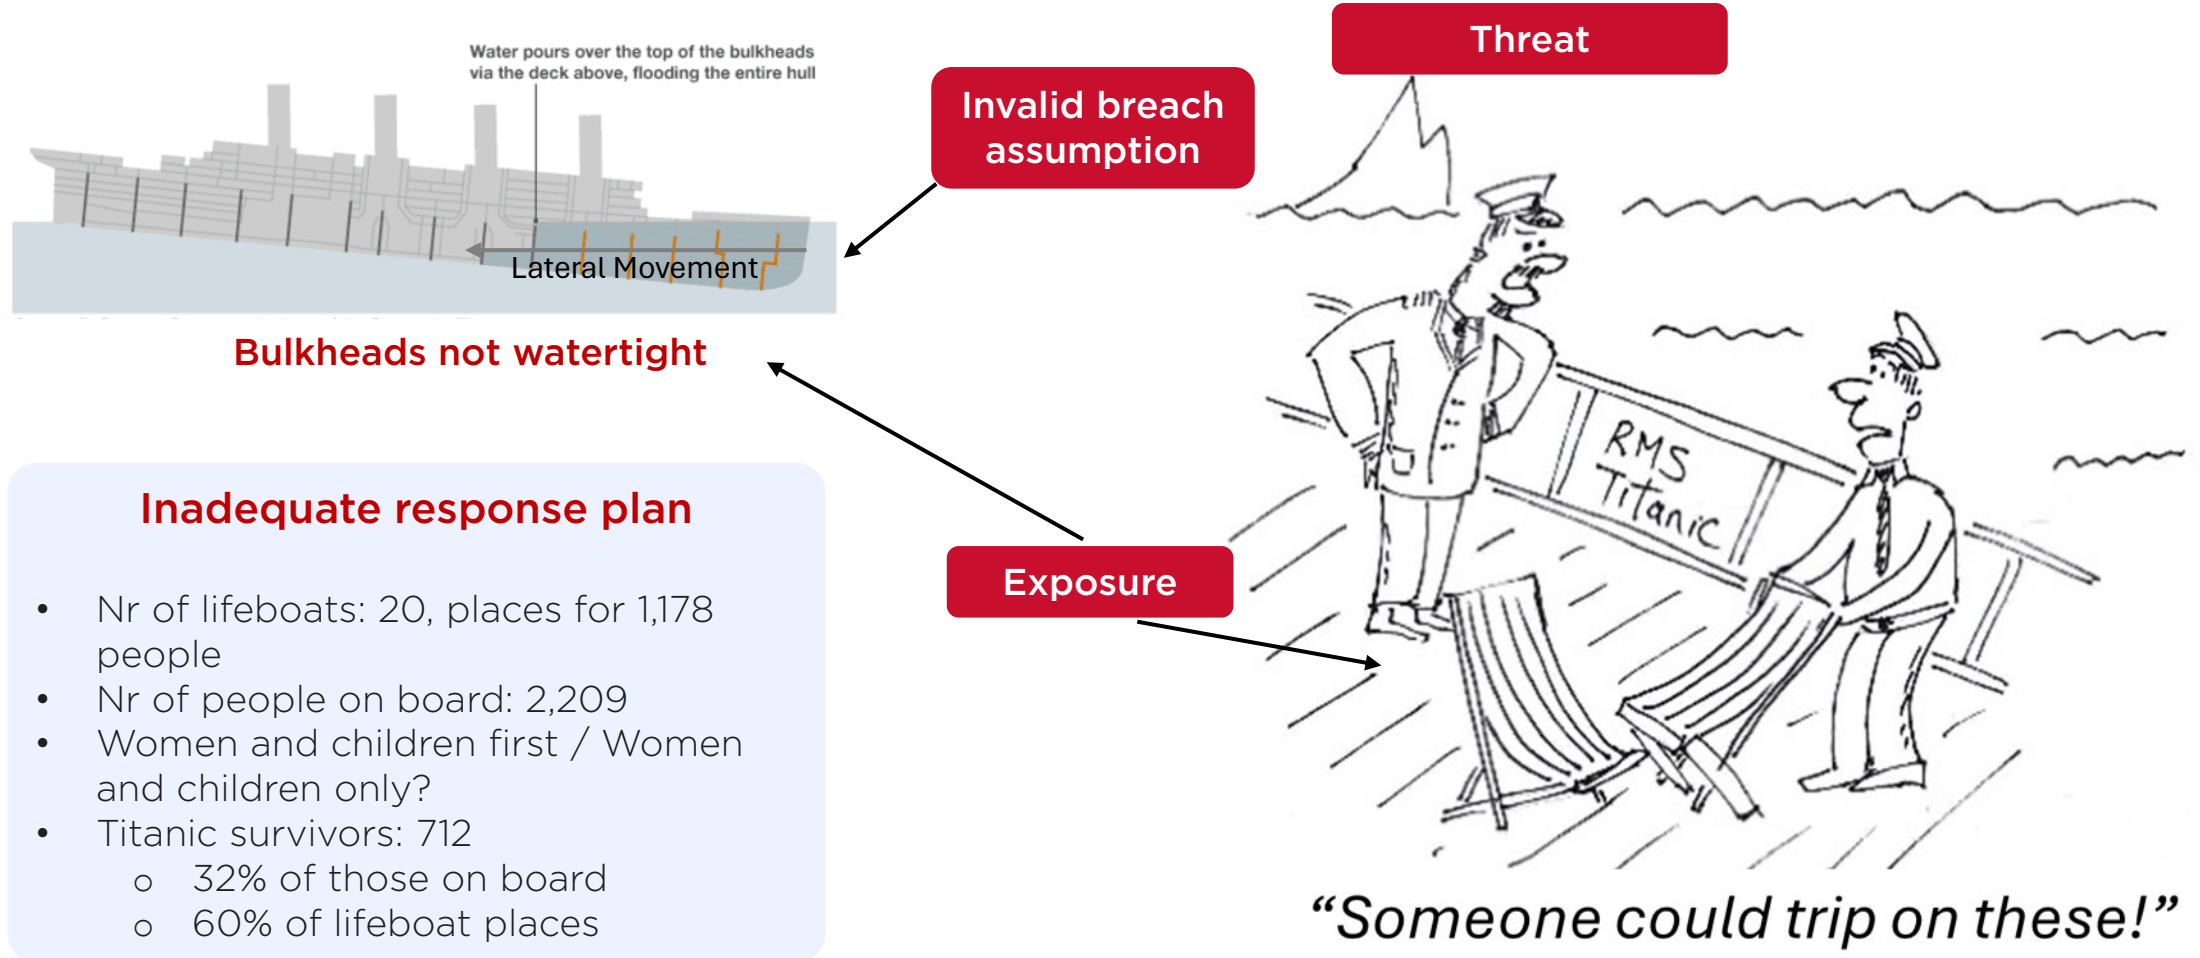 Water pours over the top of the bulkheads
via the deck above, flooding the entire hull
Lateral Movement
Bulkheads not watertight
Invalid breach
assumption
Threat
RMS
Titanic
Exposure
Inadequate response plan
• Nr of lifeboats: 20, places for 1,178
people
• Nr of people on board: 2,209
• Women and children first / Women
and children only?
• Titanic survivors: 712
o 32% of those on board
o 60% of lifeboat places
“Someone could trip on these!”